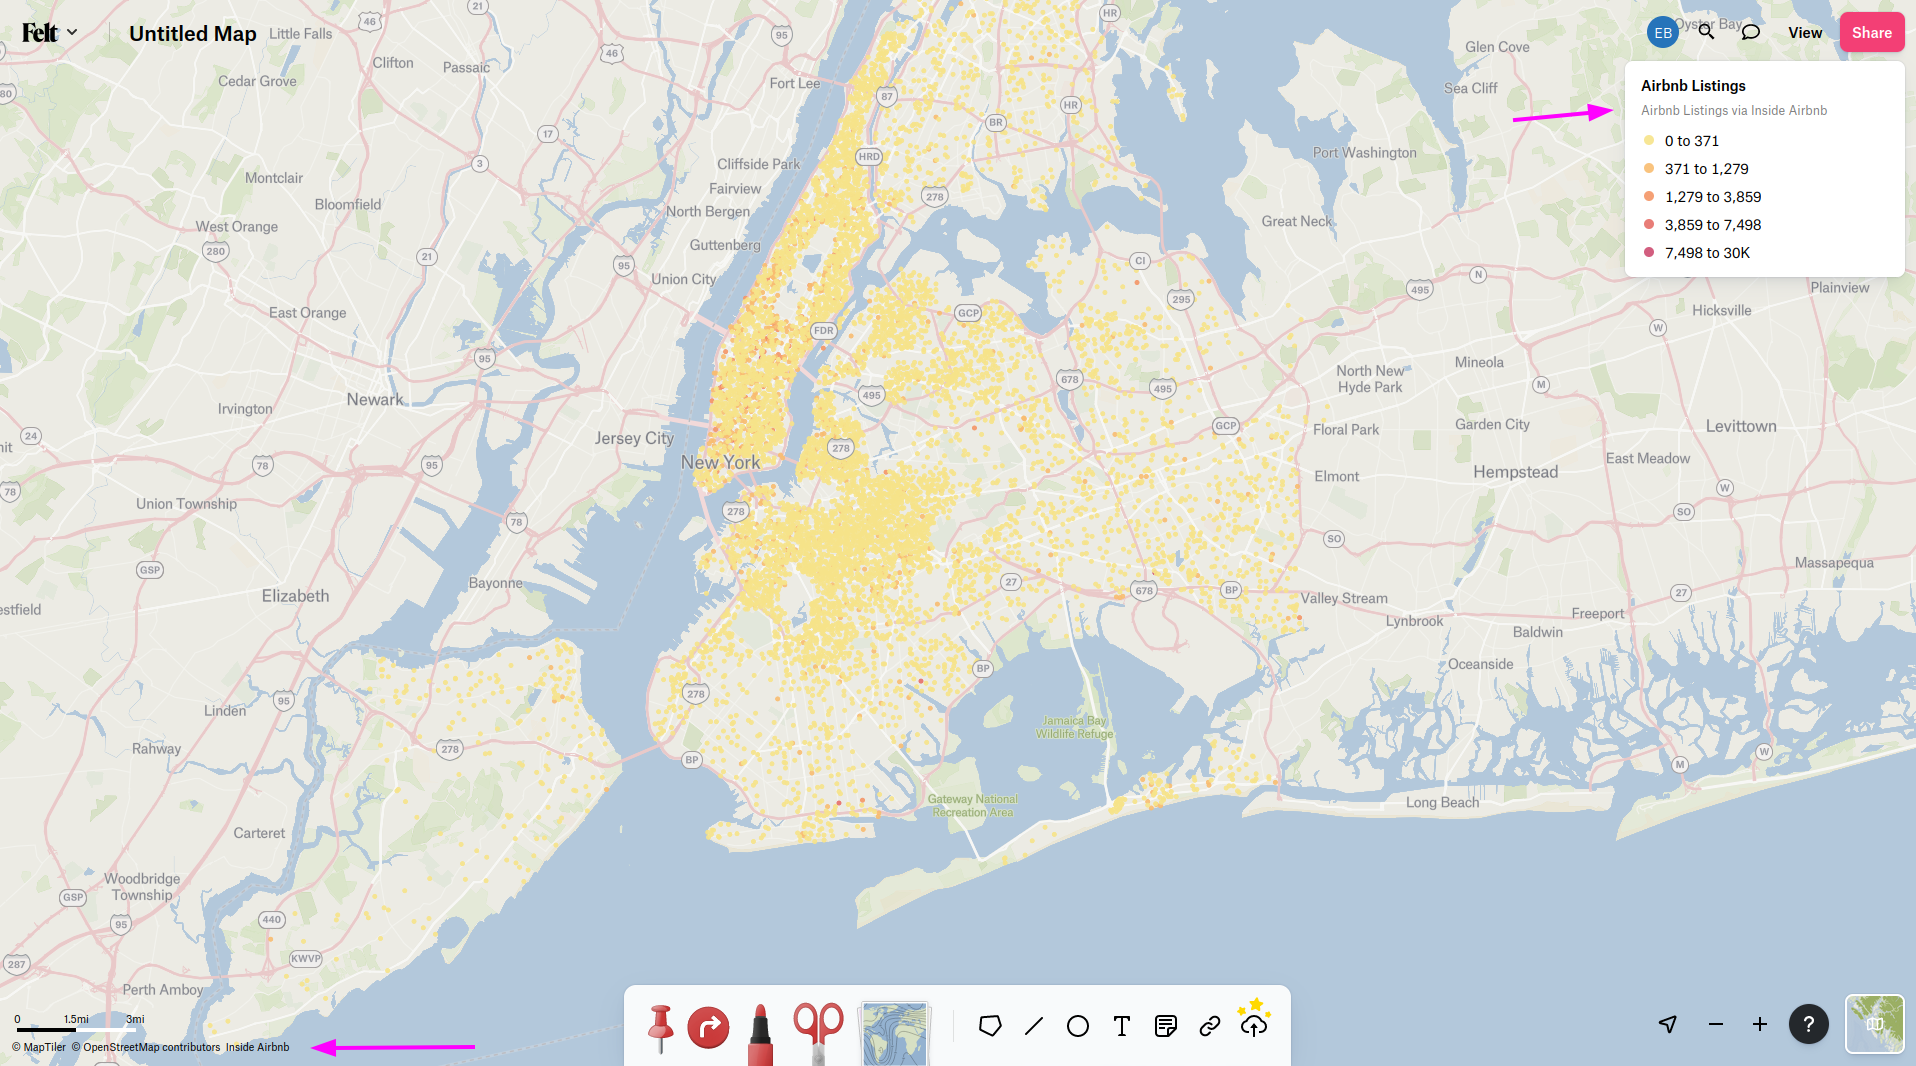 Felt
Untitled Map
EB
View
Share
Airbnb Listings
Airbnb Listings via Inside Airbnb
0 to 371
371 to 1,279
1,279 to 3,859
3,859 to 7,498
7,498 to 30K
Little Falls
Clifton
Passaic
Cedar Grove
Fort Lee
Oyster Bay
Glen Cove
Sea Cliff
Port Washington
Cliffside Park
Montclair
Fairview
Bloomfield
North Bergen
West Orange
Guttenberg
Great Neck
Union City
Plainview
East Orange
Hicksville
Mineola
North New
Hyde Park
Newark
Irvington
Jersey City
Floral Park
Garden City
Levittown
New York
East Meadow
Hempstead
Elmont
Union Township
Massapequa
Bayonne
Elizabeth
estfield
Valley Stream
Freeport
Lynbrook
Baldwin
Oceanside
Linden
Jamaica Bay
Wildlife Refuge
Rahway
Gateway National
Recreation Area
Long Beach
Carteret
Woodbridge
Township
Perth Amboy
46
21
95
HR
46
80
87
HR
BR
17
3
HRD
278
280
21
95
CI
N
495
295
GCP
FDR
W
95
678
495
M
495
24
78
95
278
GCP
nit
78
W
278
78
SO
SO
GSP
27
678
BP
27
BP
278
95
278
BP
W
M
GSP
95
440
KWVP
287
0
1.5mi
3mi
© MapTiler © OpenStreetMap contributors Inside Airbnb
T
?